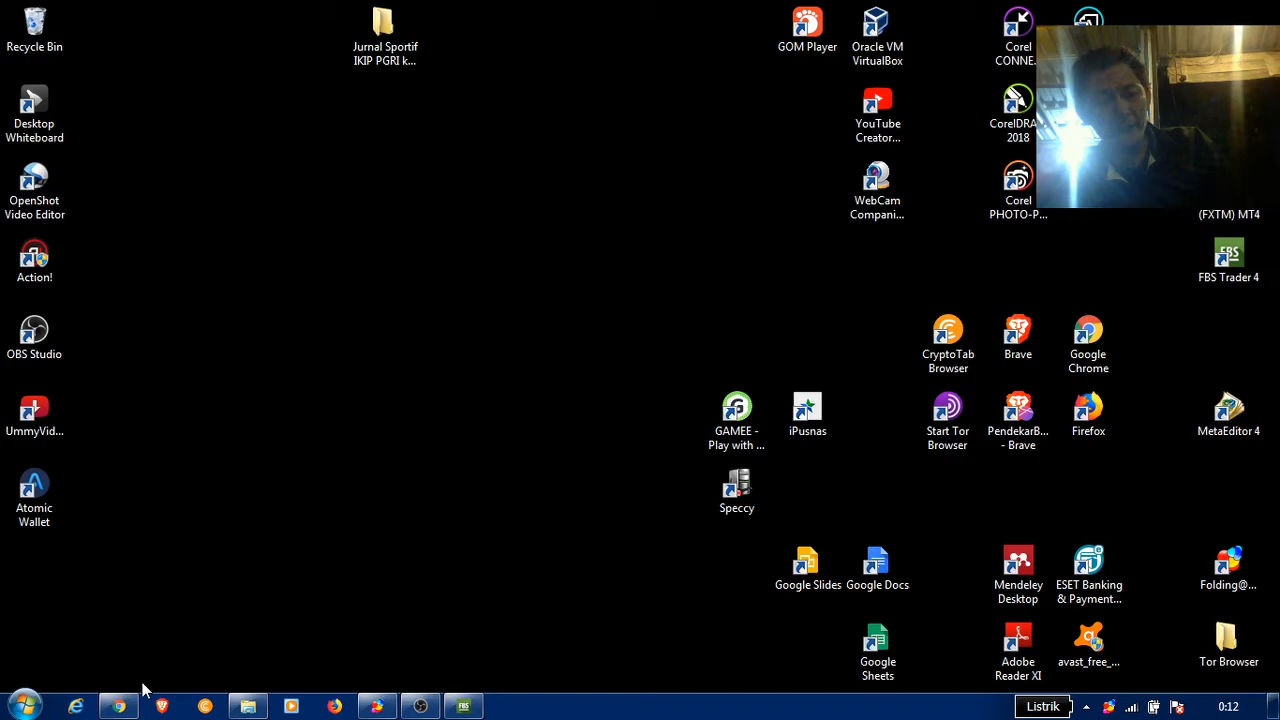 Recycle Bin
Jurnal Sportif
IKIP PGRI k...
GOM Player
Oracle VM
VirtualBox
Corel
CONNE...
Desktop
Whiteboard
YouTube
Creator...
CorelDRA
2018
OpenShot
Video Editor
WebCam
Compani...
Corel
PHOTO-P...
(FXTM) MT4
Action!
FBS
FBS Trader 4
OBS Studio
CryptoTab
Browser
Brave
Google
Chrome
UmmyVid...
GAMEE -
Play with ...
iPusnas
Start Tor
Browser
PendekarB...
- Brave
Firefox
MetaEditor 4
Atomic
Wallet
Speccy
Google Slides
Google Docs
Mendeley
Desktop
ESET Banking
& Payment...
Folding@...
Google
Sheets
Adobe
Reader XI
avast_free_...
Tor Browser
FBS
Listrik
0:12